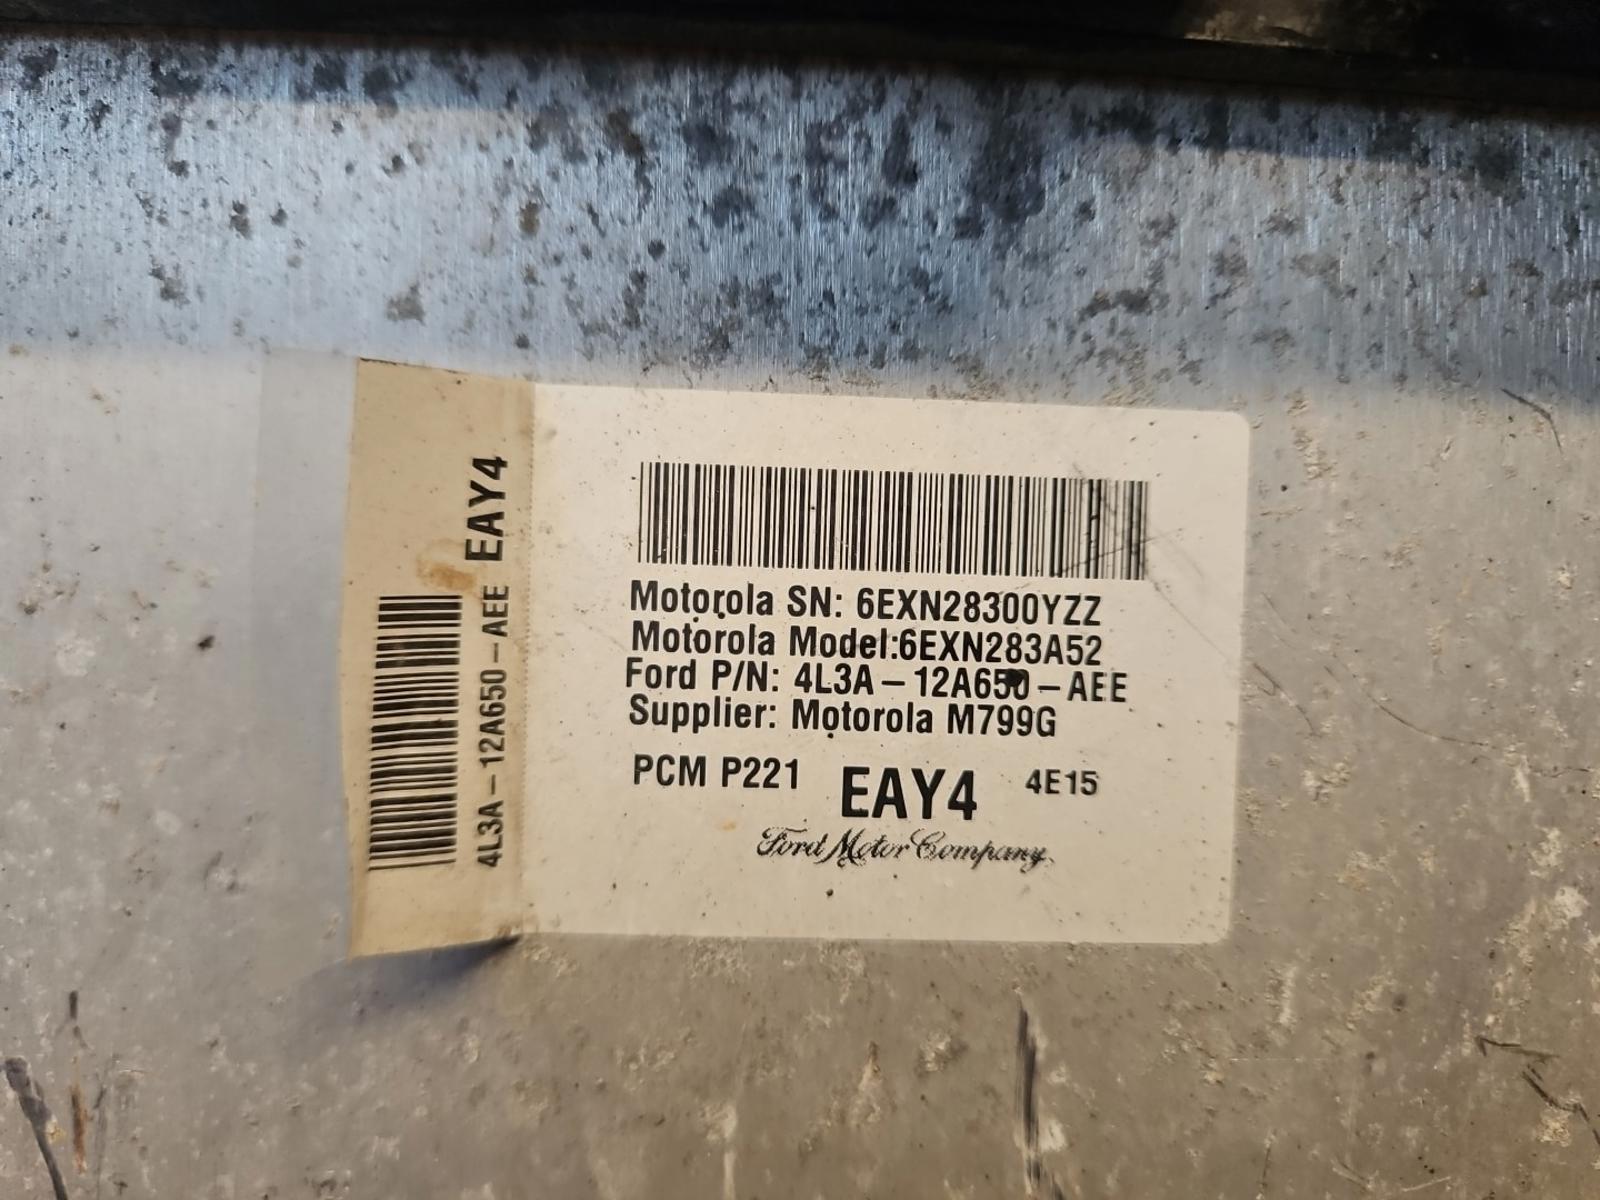 4L3A-12A650-AEE EAY4
Motorola SN: 6EXN28300YZZ
Motorola Model:6EXN283A52
Ford P/N: 4L3A-12A650-AEE
Supplier: Motorola M799G
PCM P221 EAY4 4E15
Ford Motor Company.